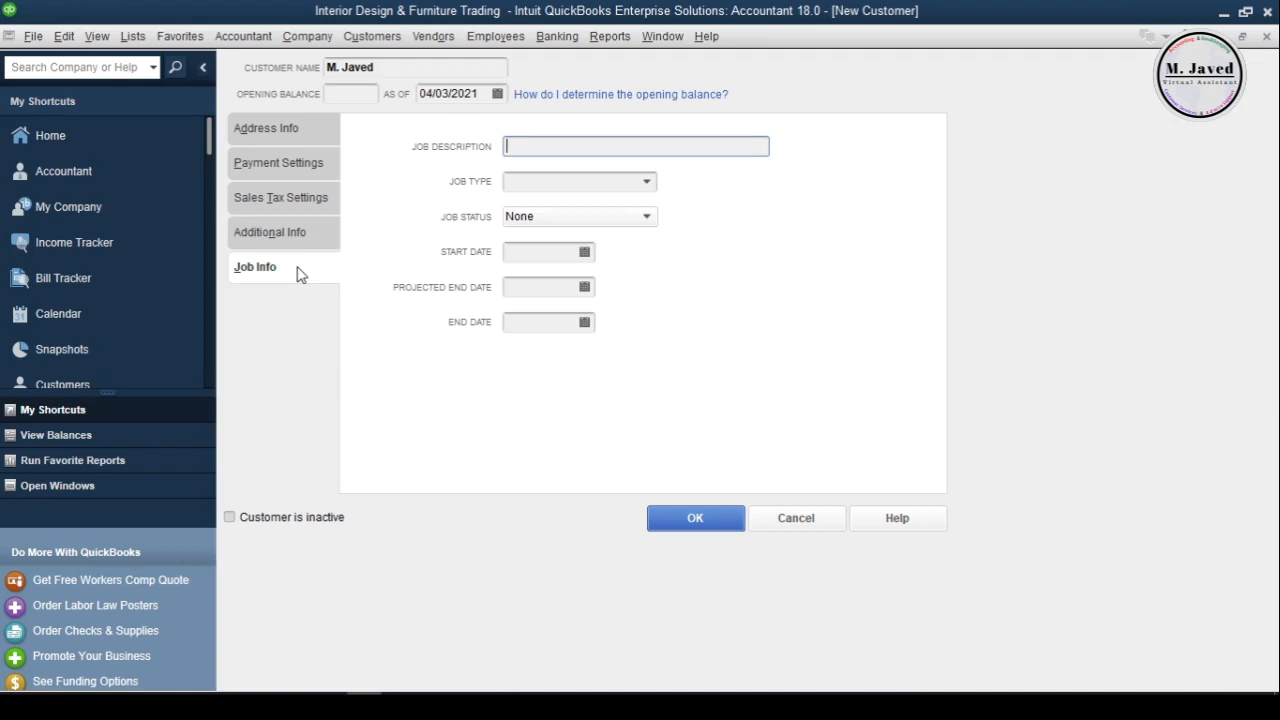 Interior Design & Furniture Trading - Intuit QuickBooks Enterprise Solutions: Accountant 18.0 - [New Customer]
File Edit View Lists Favorites Accountant Company Customers Vendors Employees Banking Reports Window Help
Search Company or Help
My Shortcuts
Home
Accountant
My Company
Income Tracker
Bill Tracker
Calendar
Snapshots
Customers
My Shortcuts
View Balances
Run Favorite Reports
Open Windows
Do More With QuickBooks
Get Free Workers Comp Quote
Order Labor Law Posters
Order Checks & Supplies
Promote Your Business
See Funding Options
CUSTOMER NAME M. Javed
OPENING BALANCE AS OF 04/03/2021 How do I determine the opening balance?
Address Info
Payment Settings
Sales Tax Settings
Additional Info
Job Info
JOB DESCRIPTION
JOB TYPE
JOB STATUS None
START DATE
PROJECTED END DATE
END DATE
Customer is inactive
OK Cancel Help
M. Javed
Virtual Assistant